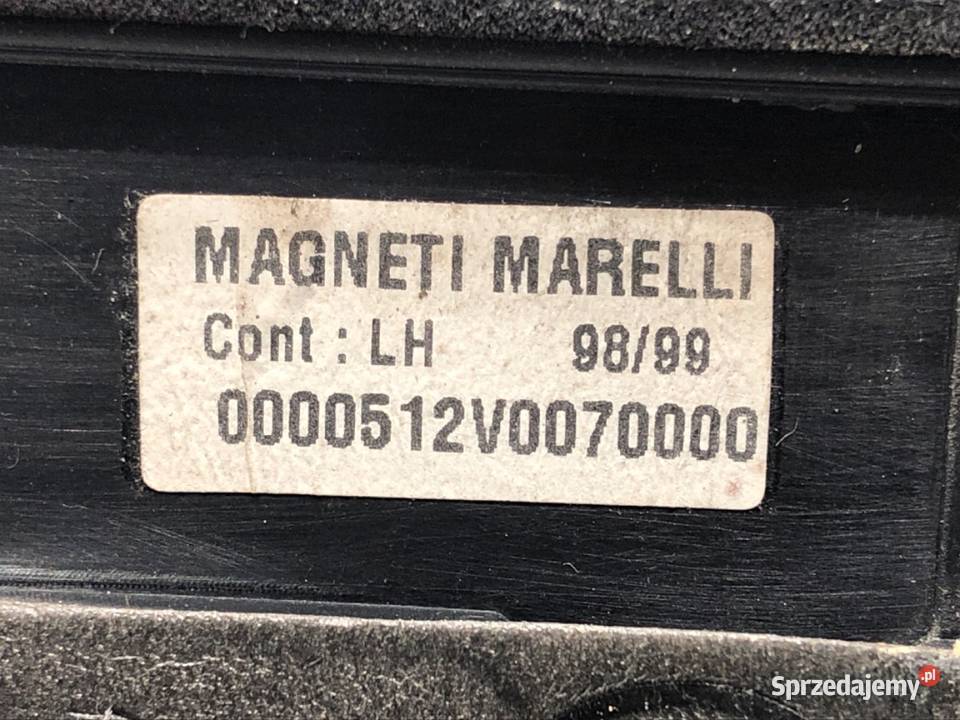 MAGNETI MARELLI
Cont : LH 98/99
0000512V0070000
Sprzedajemy.pl